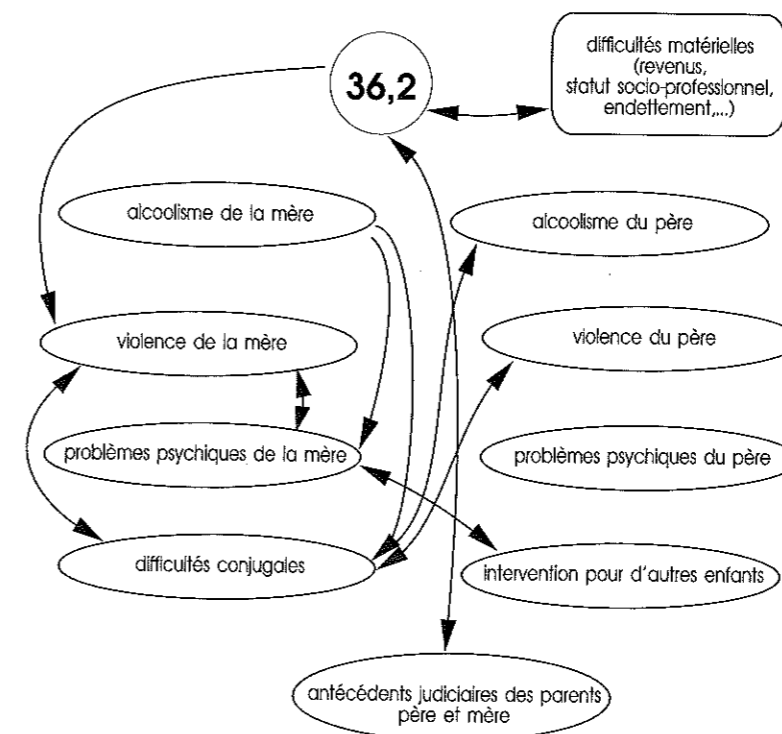 36,2
difficultés matérielles
(revenus,
statut socio-professionnel,
endettement,...)
alcoolisme de la mère
alcoolisme du père
violence de la mère
violence du père
problèmes psychiques de la mère
problèmes psychiques du père
difficultés conjugales
intervention pour d'autres enfants
antécédents judiciaires des parents
père et mère